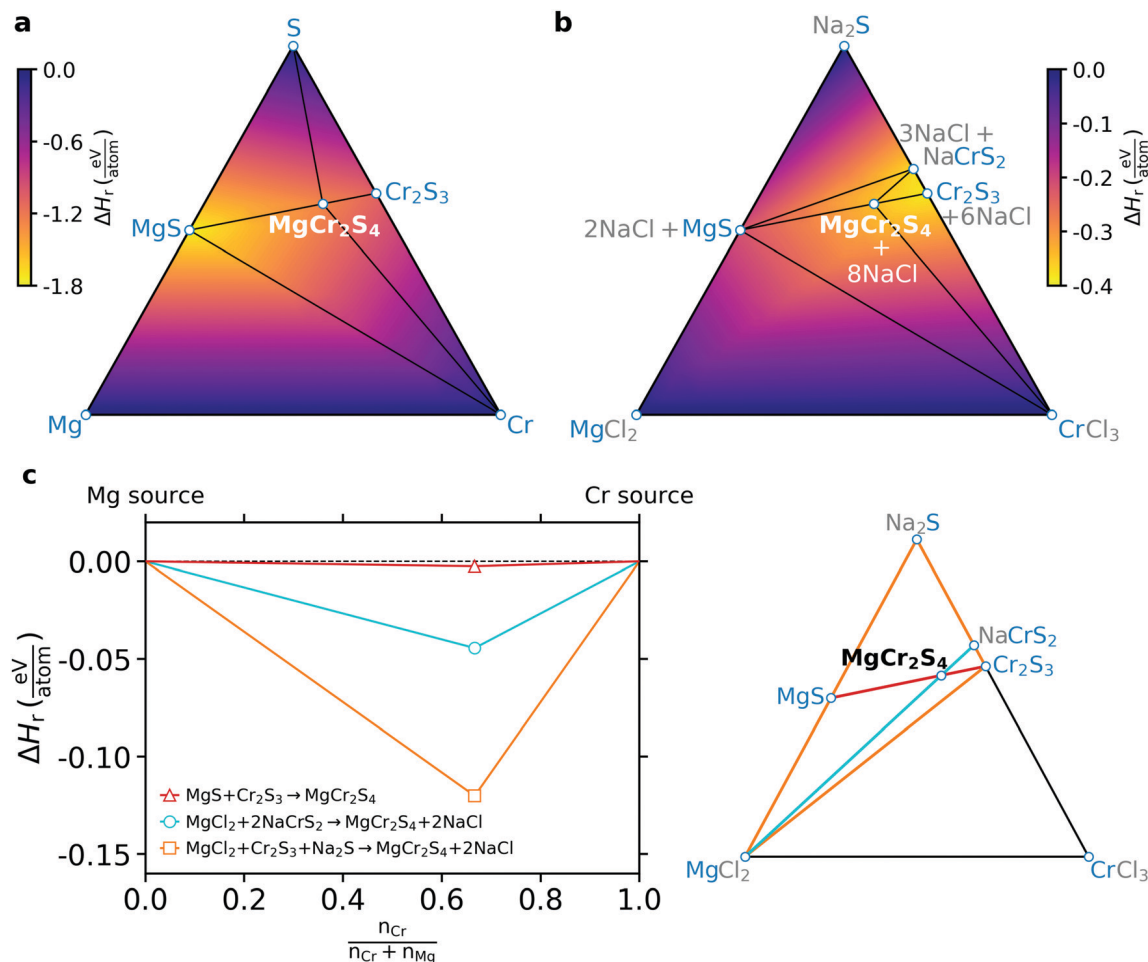 a
S
0.0
-0.6
-1.2
-1.8
ΔHᵣ (eV/atom)
Cr₂S₃
MgS
MgCr₂S₄
Mg
Cr
b
Na₂S
3NaCl +
NaCrS₂
Cr₂S₃
+6NaCl
2NaCl + MgS
MgCr₂S₄
+
8NaCl
MgCl₂
CrCl₃
0.0
-0.1
-0.2
-0.3
-0.4
ΔHᵣ (eV/atom)
c
Mg source
Cr source
0.00
-0.05
-0.10
-0.15
ΔHᵣ (eV/atom)
MgS+Cr₂S₃→MgCr₂S₄
MgCl₂+2NaCrS₂→MgCr₂S₄+2NaCl
MgCl₂+Cr₂S₃+Na₂S→MgCr₂S₄+2NaCl
0.0 0.2 0.4 0.6 0.8 1.0
n_Cr
n_Cr + n_Mg
Na₂S
NaCrS₂
MgCr₂S₄
Cr₂S₃
MgS
MgCl₂
CrCl₃